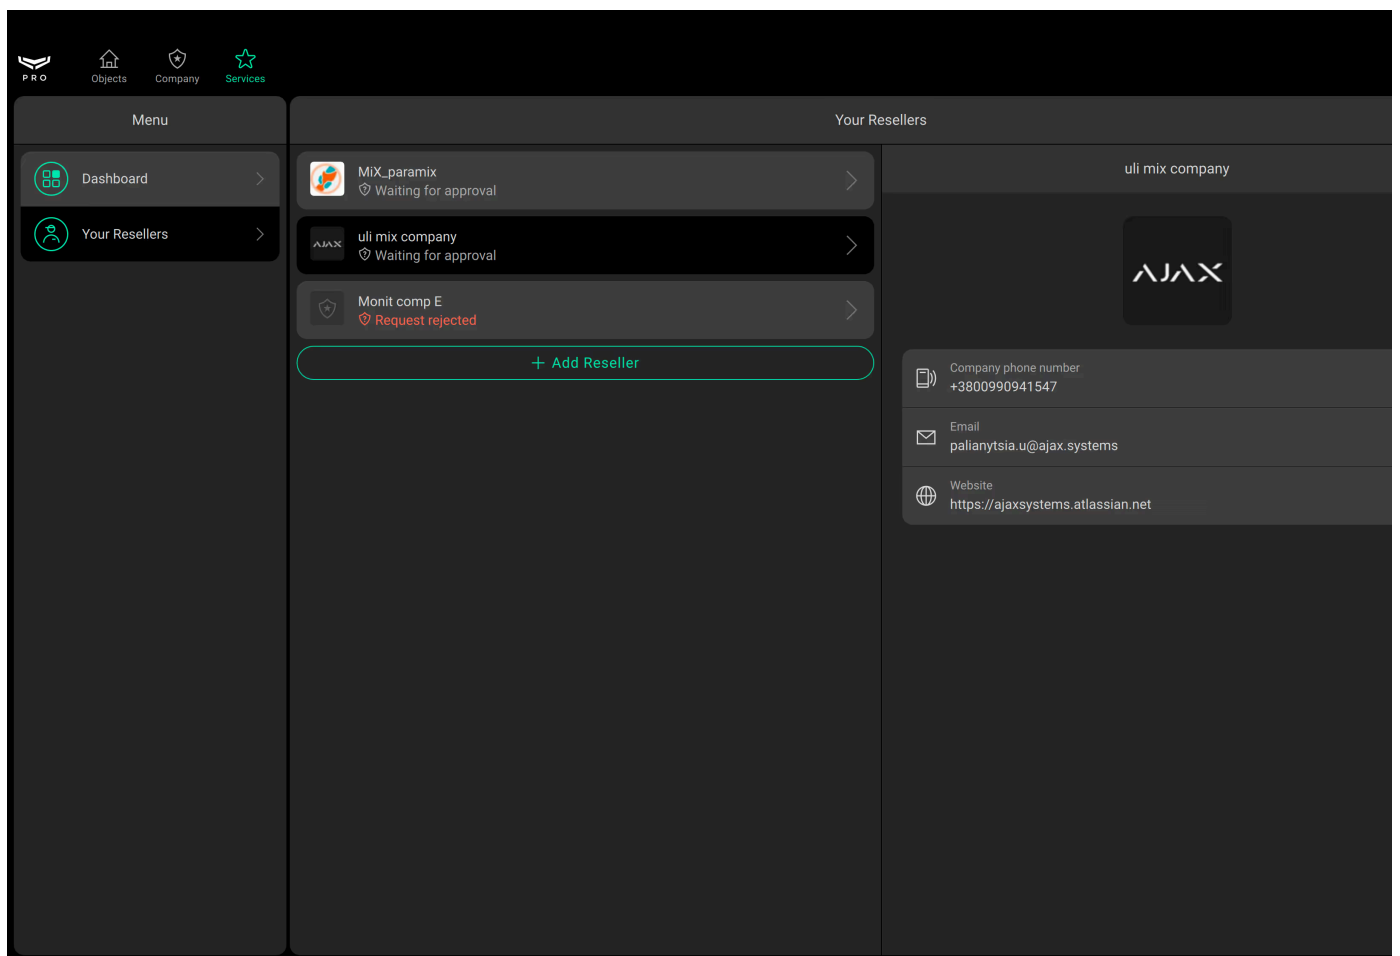 PRO
Objects
Company
Services
Menu
Your Resellers
Dashboard
Your Resellers
MiX_paramix
Waiting for approval
AJAX
uli mix company
Waiting for approval
Monit comp E
Request rejected
+ Add Reseller
uli mix company
AJAX
Company phone number
+3800990941547
Email
palianytsia.u@ajax.systems
Website
https://ajaxsystems.atlassian.net